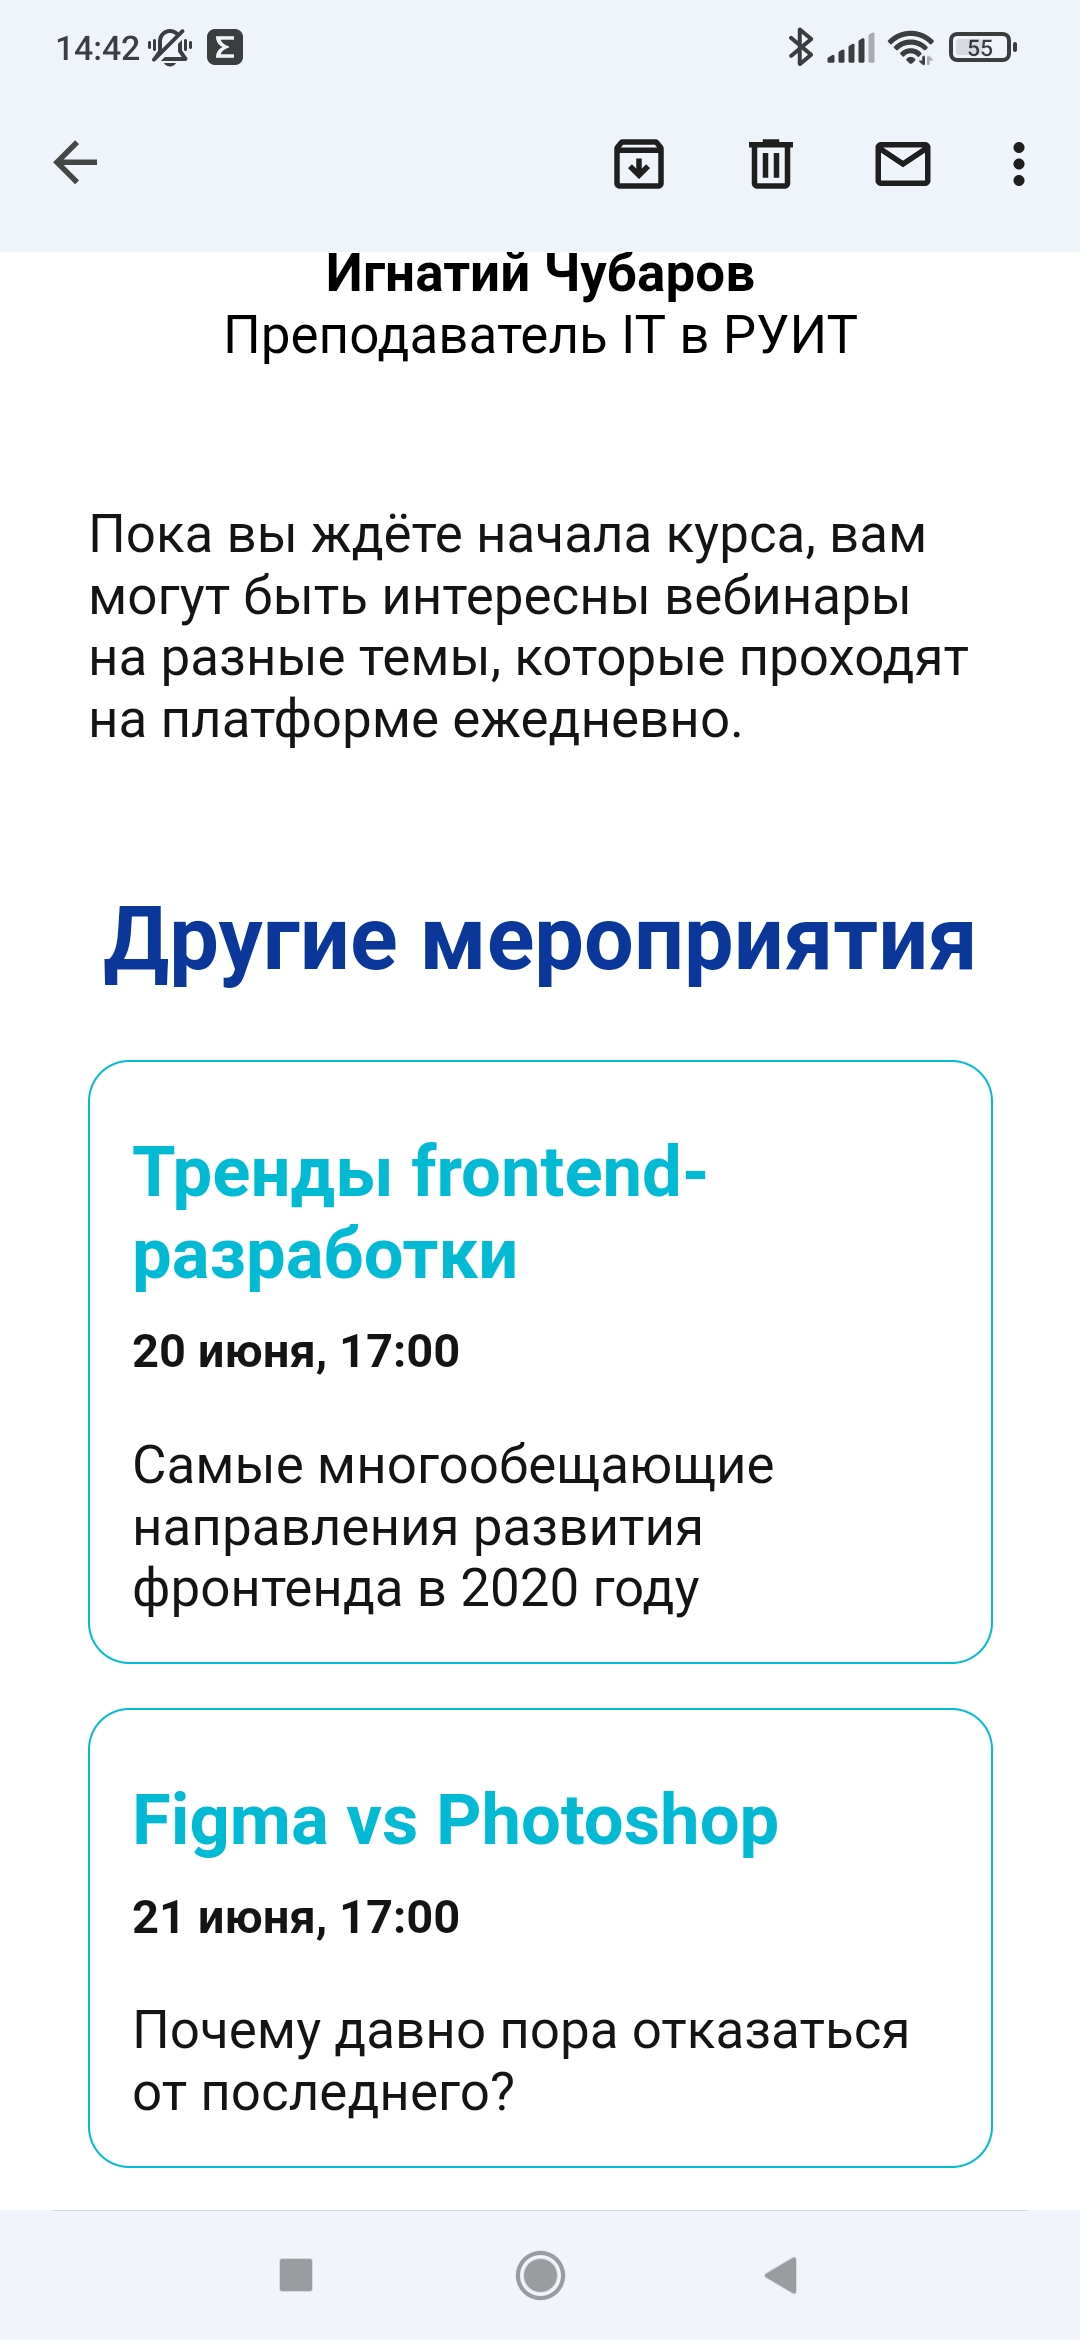 14:42
55
Игнатий Чубаров
Преподаватель IT в РУИТ
Пока вы ждёте начала курса, вам
могут быть интересны вебинары
на разные темы, которые проходят
на платформе ежедневно.
Другие мероприятия
Тренды frontend-
разработки
20 июня, 17:00
Самые многообещающие
направления развития
фронтенда в 2020 году
Figma vs Photoshop
21 июня, 17:00
Почему давно пора отказаться
от последнего?